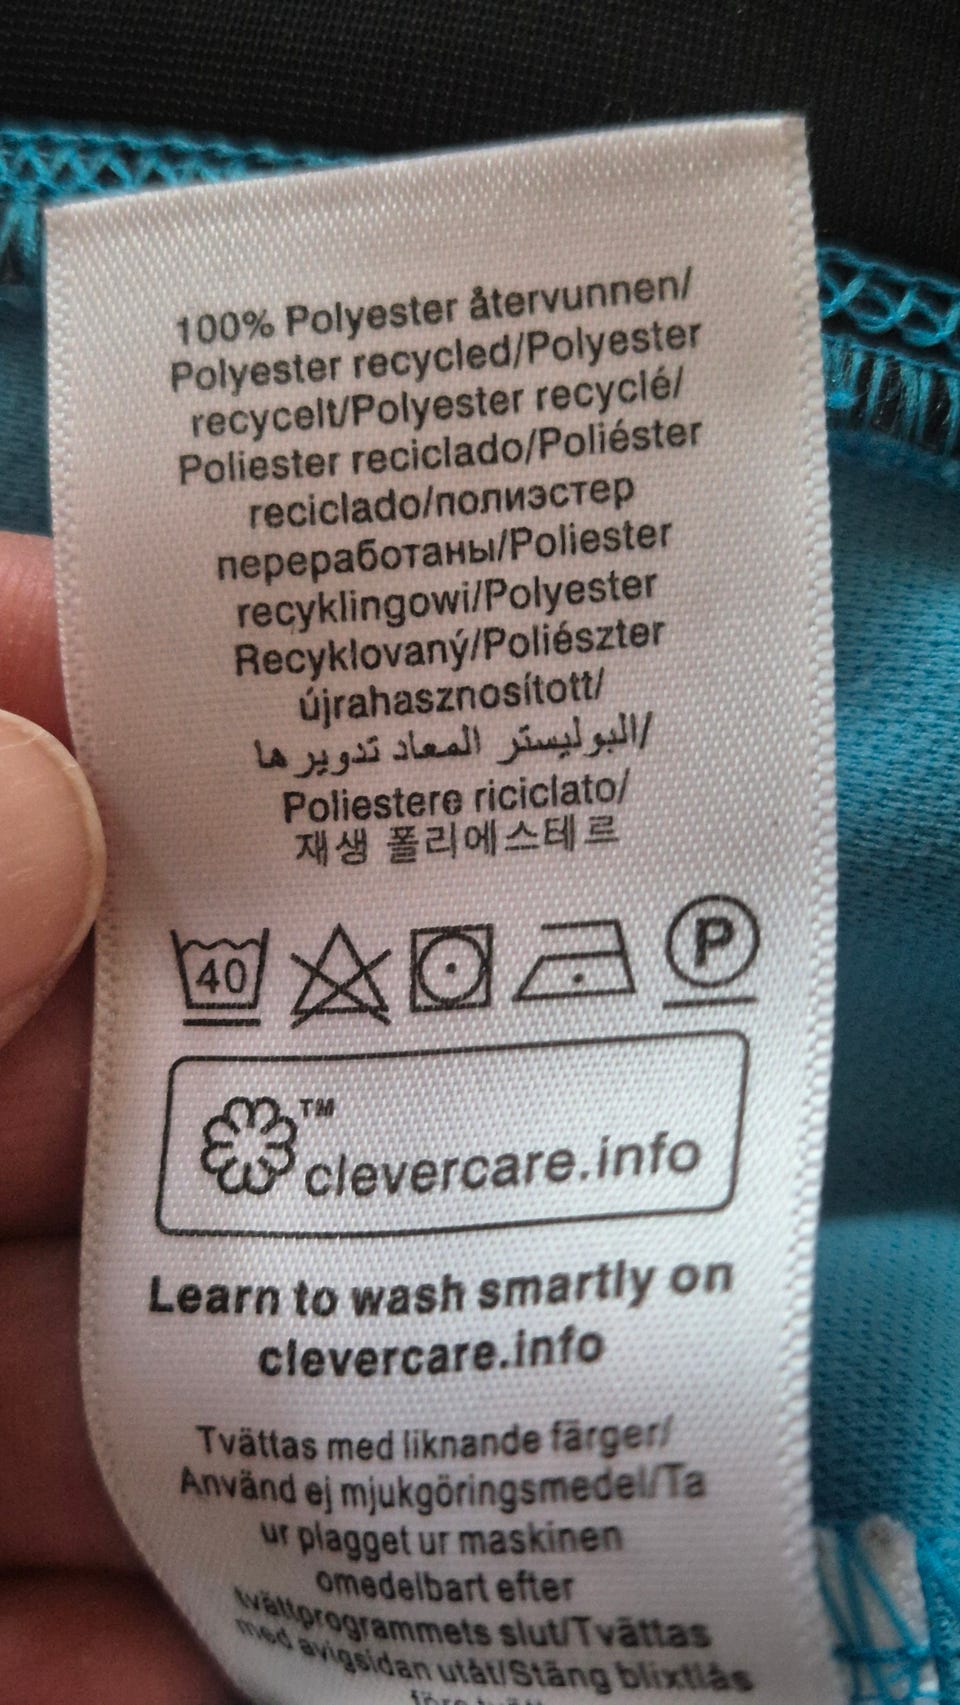 100% Polyester återvunnen/
Polyester recycled/Polyester
recycelt/Polyester recyclé/
Poliester reciclado/Poliéster
reciclado/полиэстер
переработаны/Poliester
recyklingowi/Polyester
Recyklovaný/Poliészter
újrahasznosított/
البوليستر المعاد تدويرها/
Poliestere riciclato/
재생 폴리에스테르
40 P
TM
clevercare.info
Learn to wash smartly on
clevercare.info
Tvättas med liknande färger/
Använd ej mjukgöringsmedel/Ta
ur plagget ur maskinen
omedelbart efter
tvättprogrammets slut/Tvättas
med avigsidan utåt/Stäng blixtlås
före